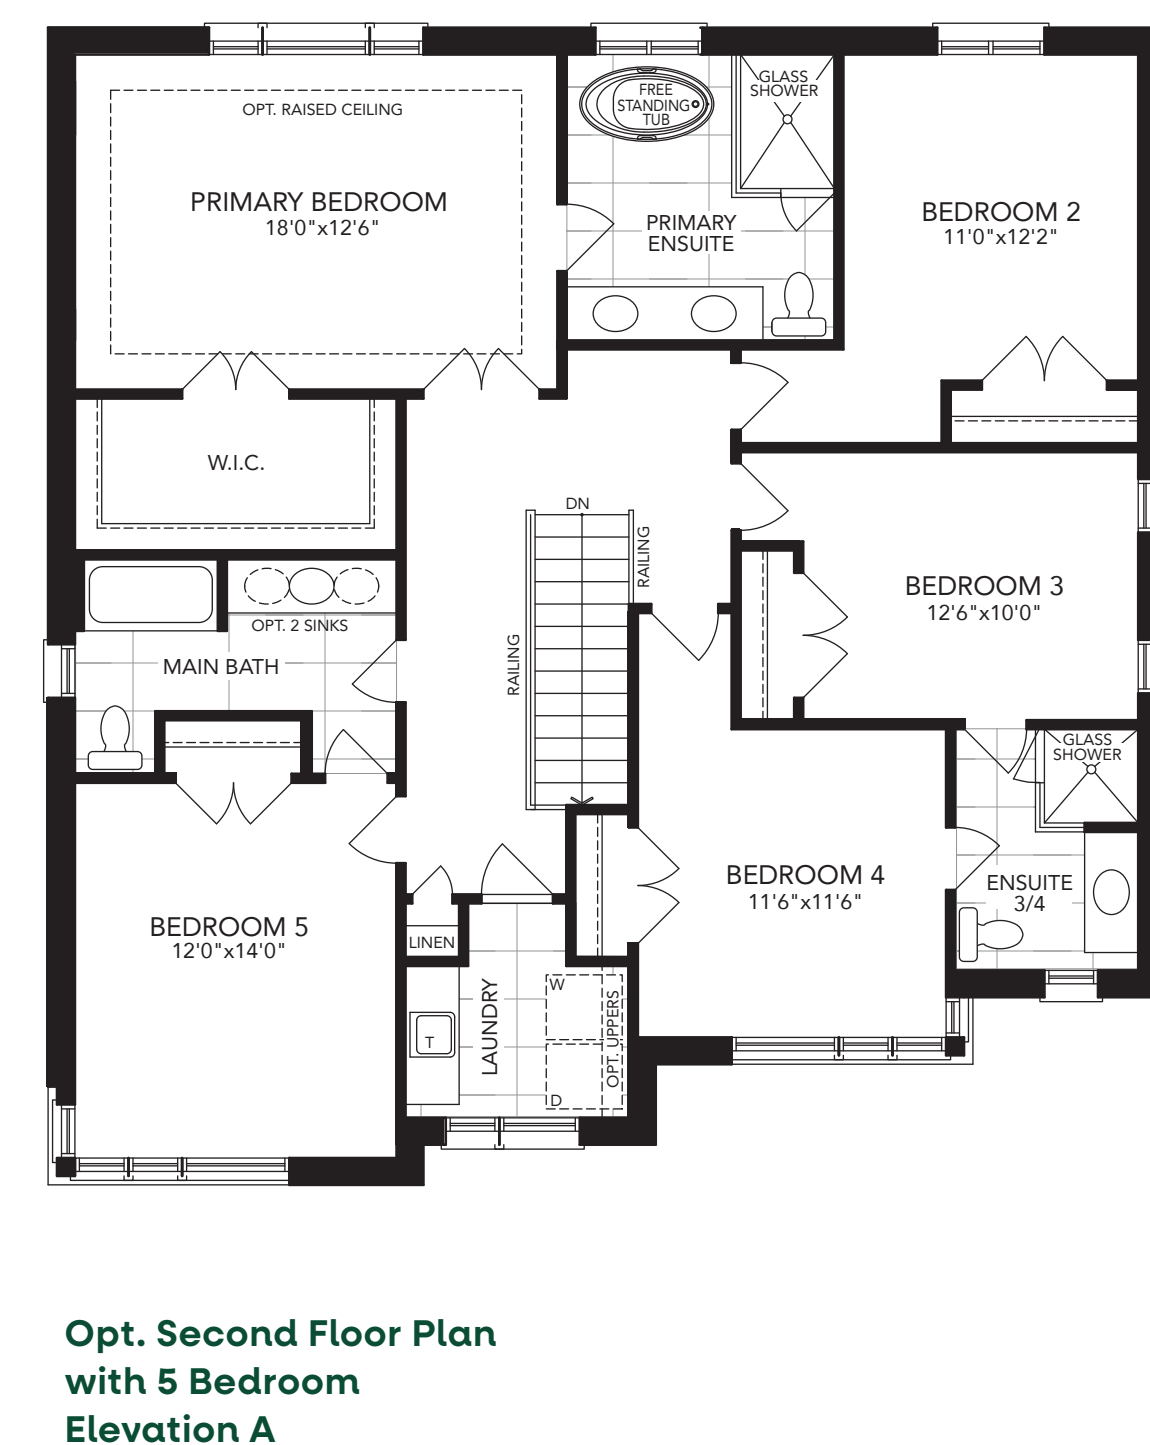 OPT. RAISED CEILING
PRIMARY BEDROOM
18'0"x12'6"
FREE
STANDING
TUB
GLASS
SHOWER
PRIMARY
ENSUITE
BEDROOM 2
11'0"x12'2"
W.I.C.
DN
RAILING
RAILING
BEDROOM 3
12'6"x10'0"
OPT. 2 SINKS
MAIN BATH
GLASS
SHOWER
BEDROOM 4
11'6"x11'6"
ENSUITE
3/4
BEDROOM 5
12'0"x14'0"
LINEN
LAUNDRY
W
OPT. UPPERS
T
D
Opt. Second Floor Plan
with 5 Bedroom
Elevation A